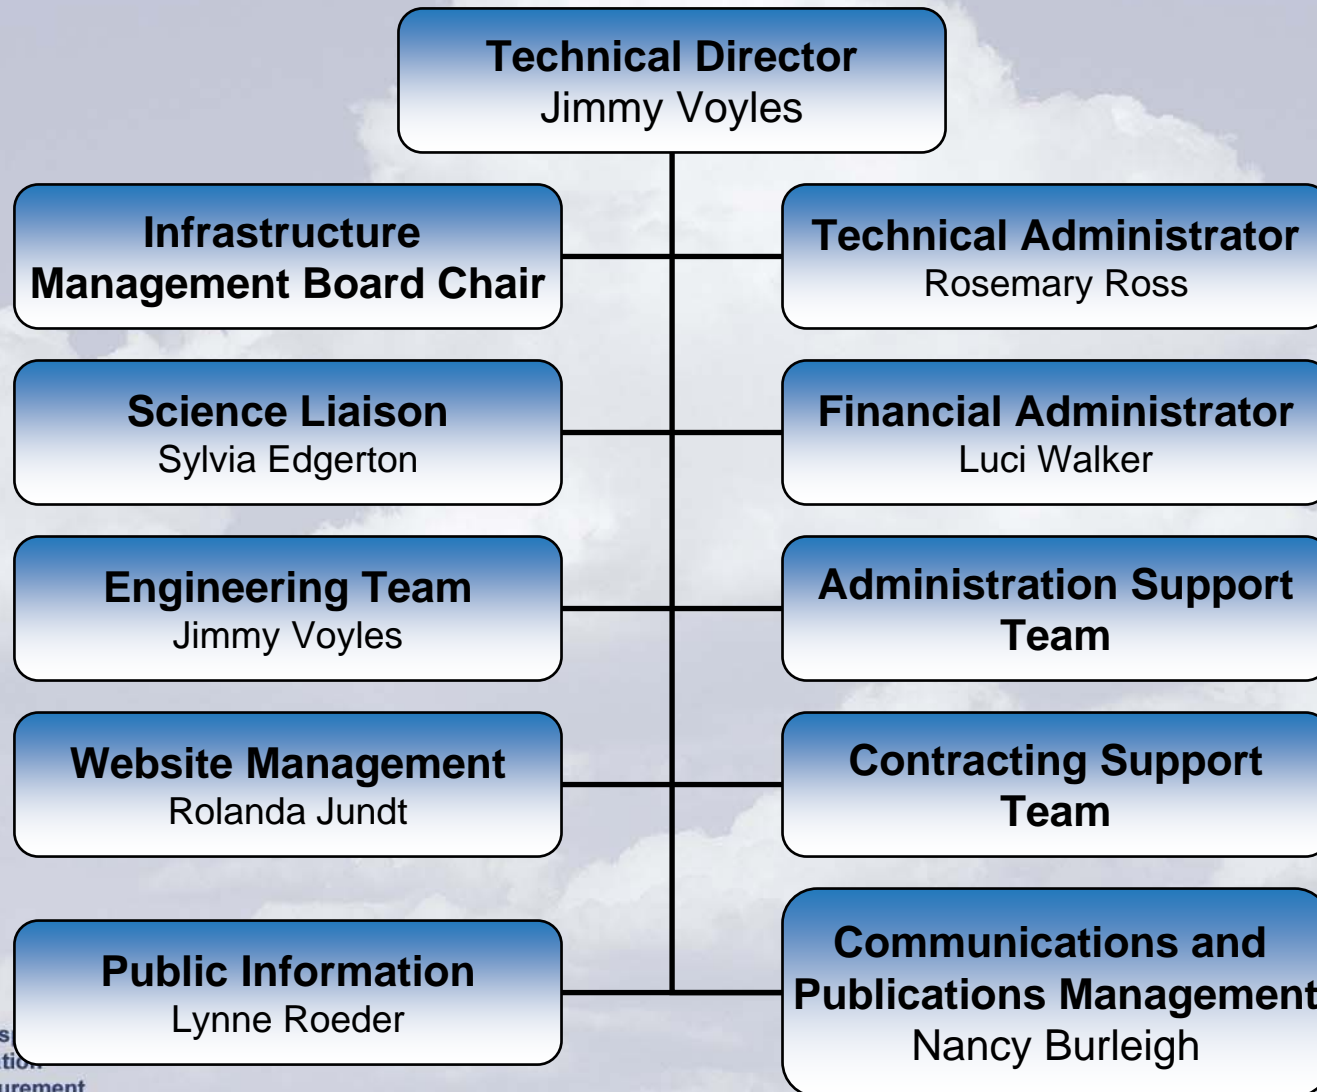 Technical Director
Jimmy Voyles
Infrastructure
Management Board Chair
Technical Administrator
Rosemary Ross
Science Liaison
Sylvia Edgerton
Financial Administrator
Luci Walker
Engineering Team
Jimmy Voyles
Administration Support
Team
Website Management
Rolanda Jundt
Contracting Support
Team
Public Information
Lynne Roeder
Communications and
Publications Management
Nancy Burleigh